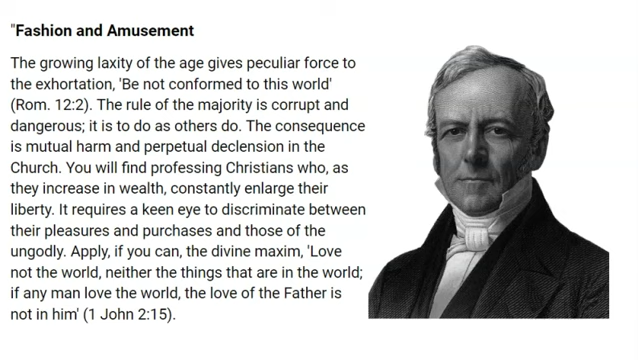 "Fashion and Amusement
The growing laxity of the age gives peculiar force to
the exhortation, 'Be not conformed to this world'
(Rom. 12:2). The rule of the majority is corrupt and
dangerous; it is to do as others do. The consequence
is mutual harm and perpetual declension in the
Church. You will find professing Christians who, as
they increase in wealth, constantly enlarge their
liberty. It requires a keen eye to discriminate between
their pleasures and purchases and those of the
ungodly. Apply, if you can, the divine maxim, 'Love
not the world, neither the things that are in the world;
if any man love the world, the love of the Father is
not in him' (1 John 2:15).